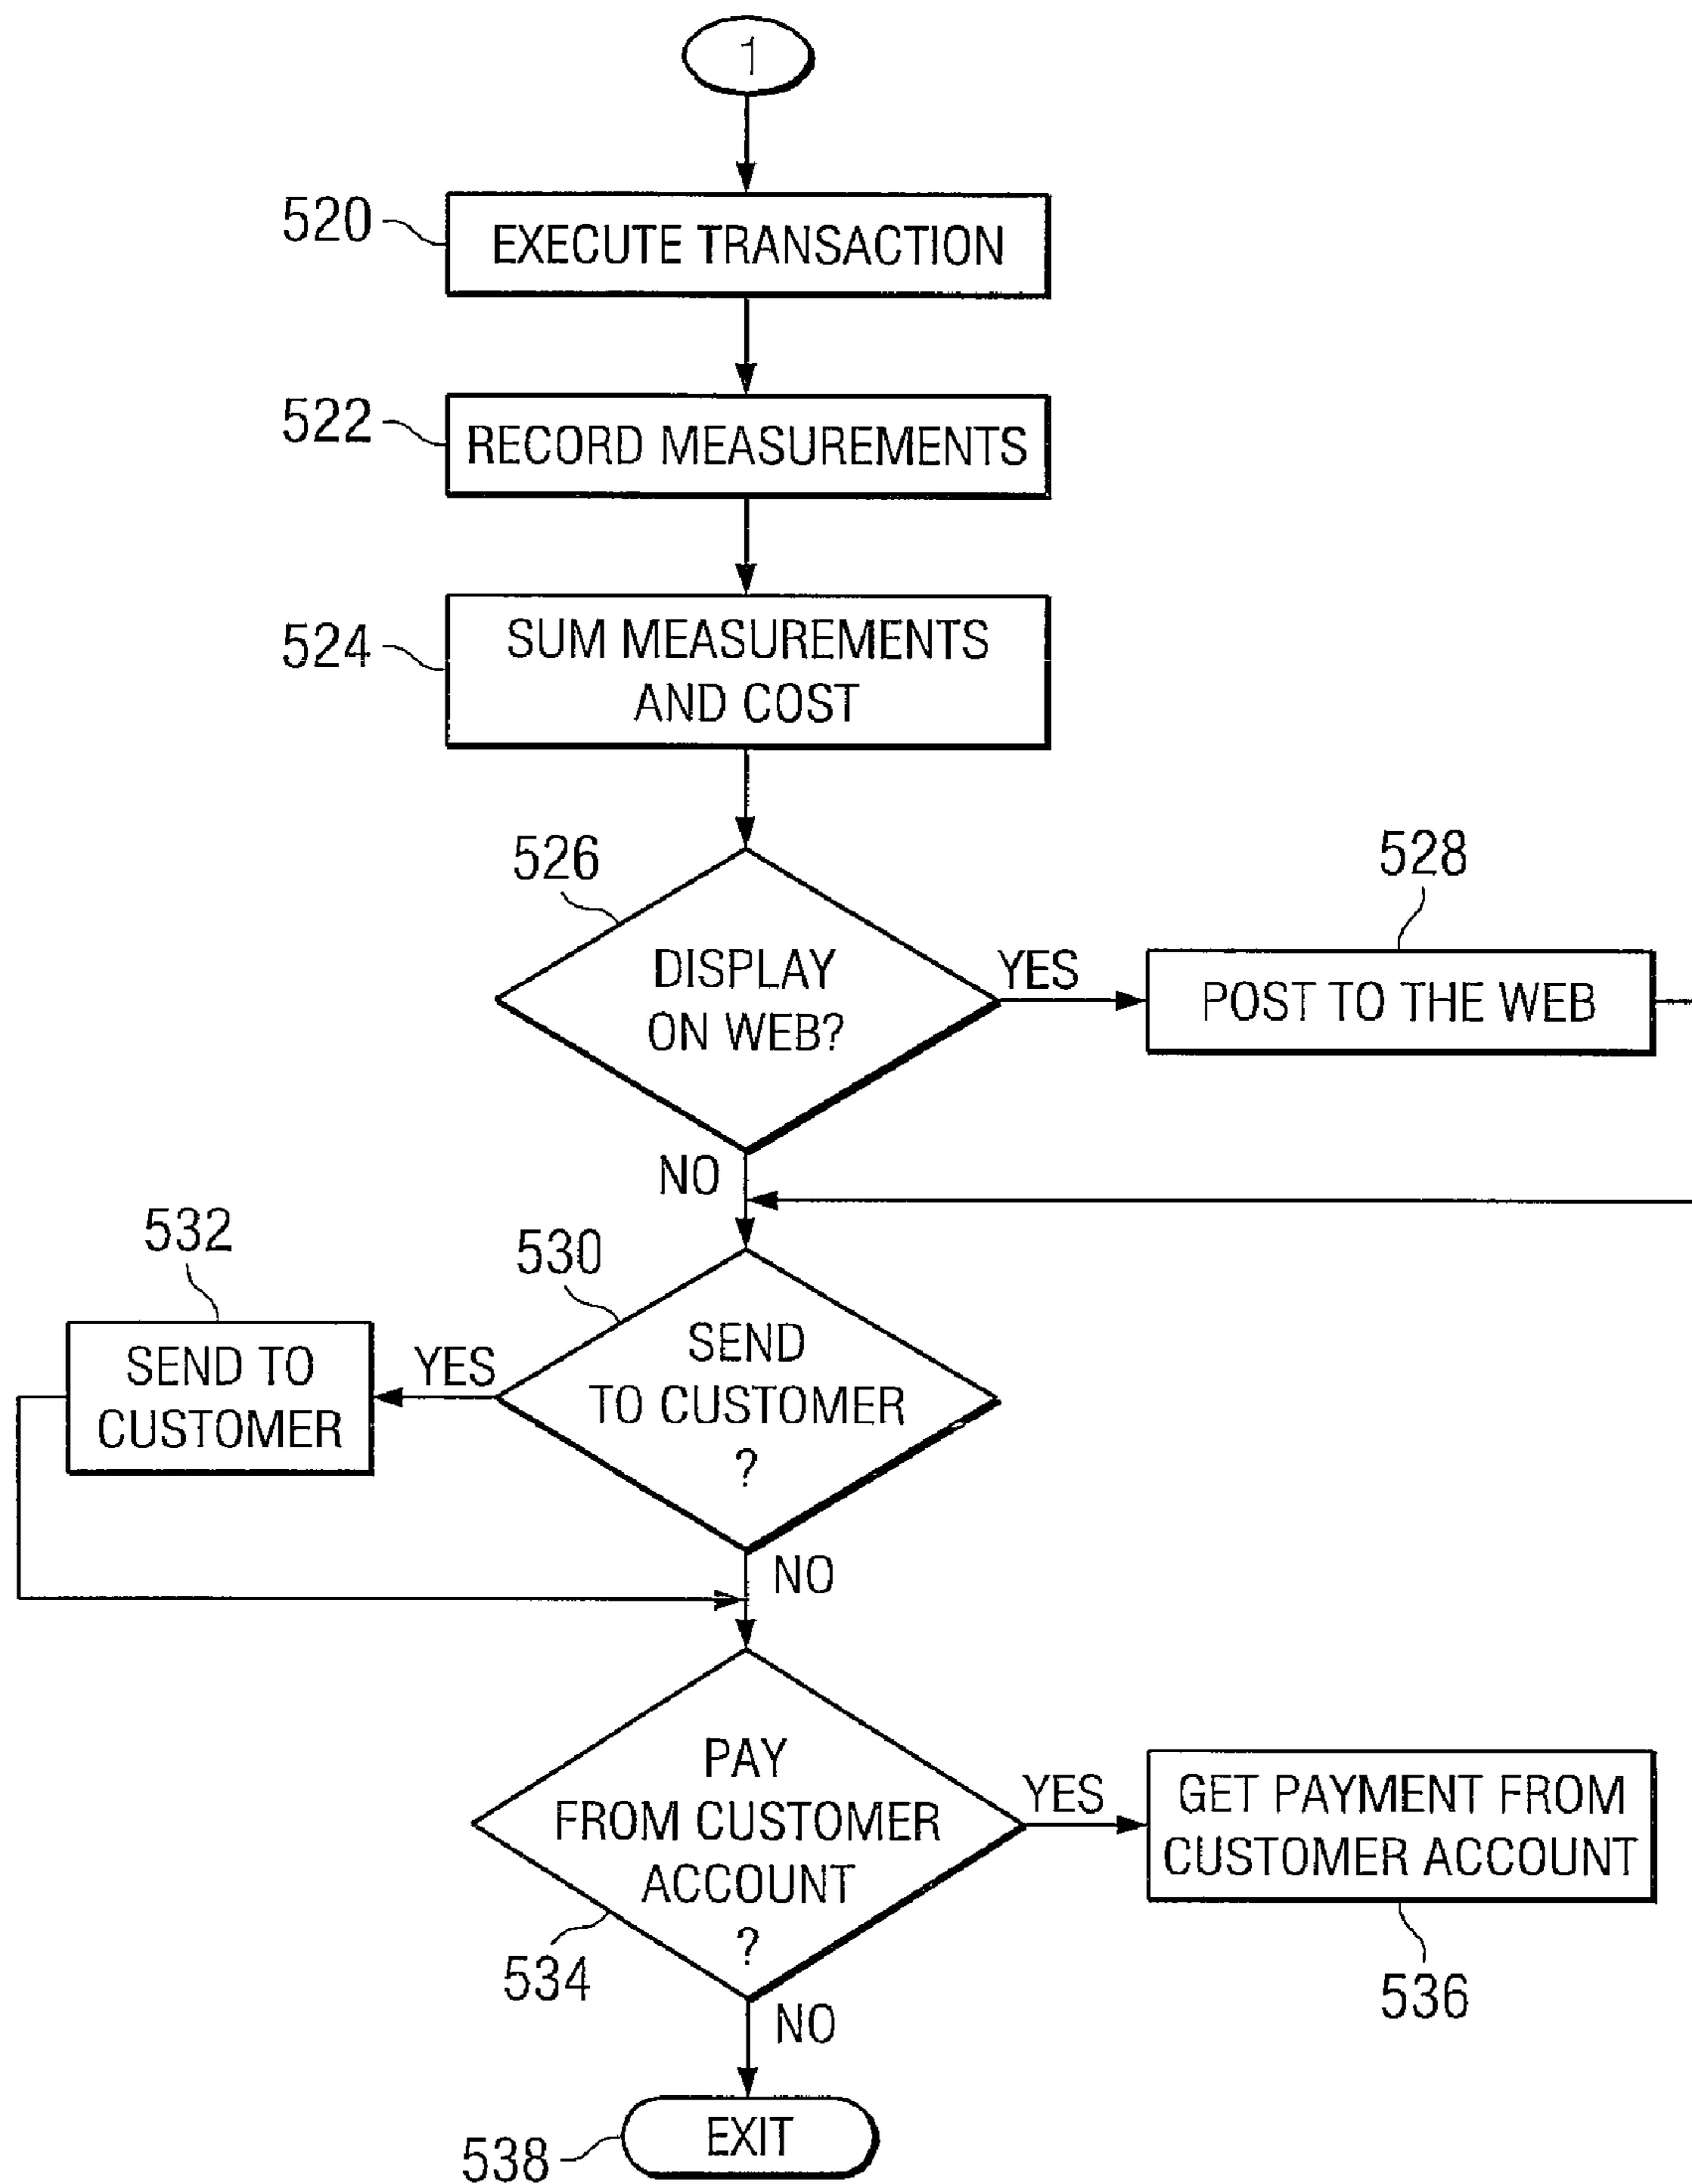 1
520
EXECUTE TRANSACTION
522
RECORD MEASUREMENTS
524
SUM MEASUREMENTS
AND COST
526
DISPLAY
ON WEB?
YES
528
POST TO THE WEB
NO
532
SEND TO
CUSTOMER
YES
530
SEND
TO CUSTOMER
?
NO
PAY
FROM CUSTOMER
ACCOUNT
?
534
YES
GET PAYMENT FROM
CUSTOMER ACCOUNT
536
NO
538
EXIT